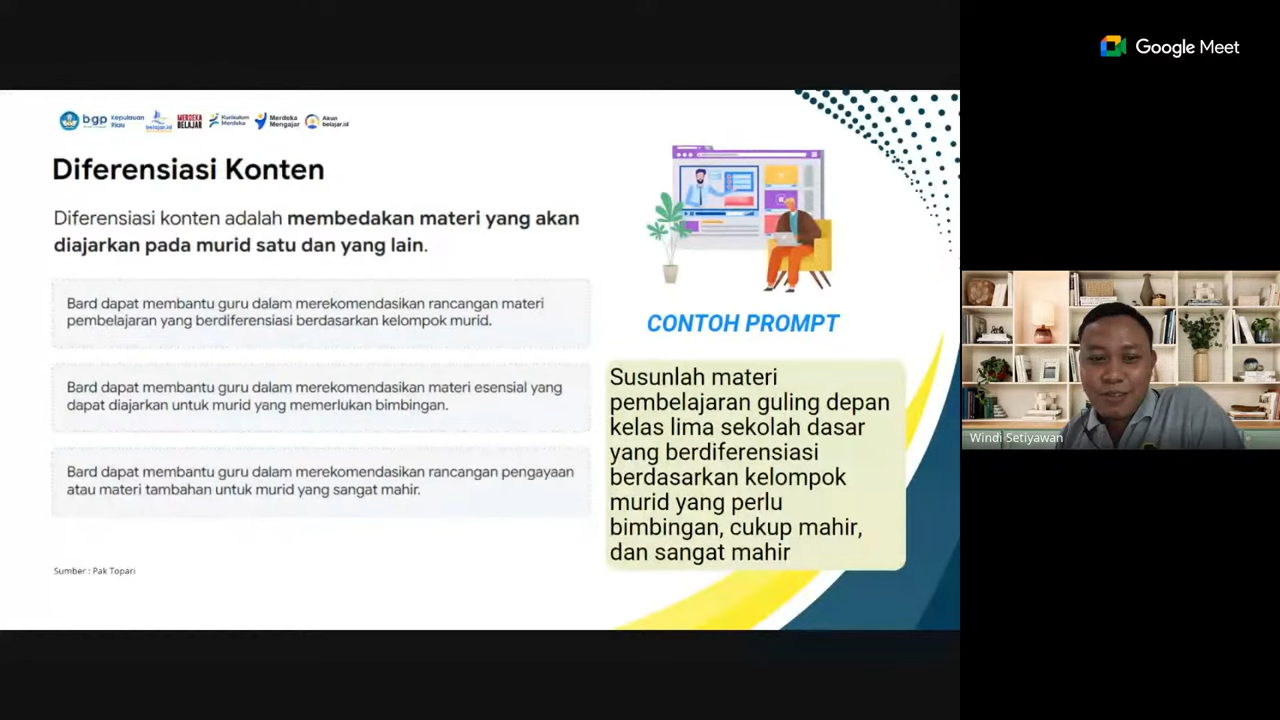 Google Meet
bgp Kepulauan Riau
belajar.id
MERDEKA BELAJAR
Kurikulum Merdeka
Merdeka Mengajar
Akun belajar.id
Diferensiasi Konten
Diferensiasi konten adalah membedakan materi yang akan
diajarkan pada murid satu dan yang lain.
Bard dapat membantu guru dalam merekomendasikan rancangan materi
pembelajaran yang berdiferensiasi berdasarkan kelompok murid.
Bard dapat membantu guru dalam merekomendasikan materi esensial yang
dapat diajarkan untuk murid yang memerlukan bimbingan.
Bard dapat membantu guru dalam merekomendasikan rancangan pengayaan
atau materi tambahan untuk murid yang sangat mahir.
Sumber : Pak Topari
CONTOH PROMPT
Susunlah materi
pembelajaran guling depan
kelas lima sekolah dasar
yang berdiferensiasi
berdasarkan kelompok
murid yang perlu
bimbingan, cukup mahir,
dan sangat mahir
Windi Setiyawan